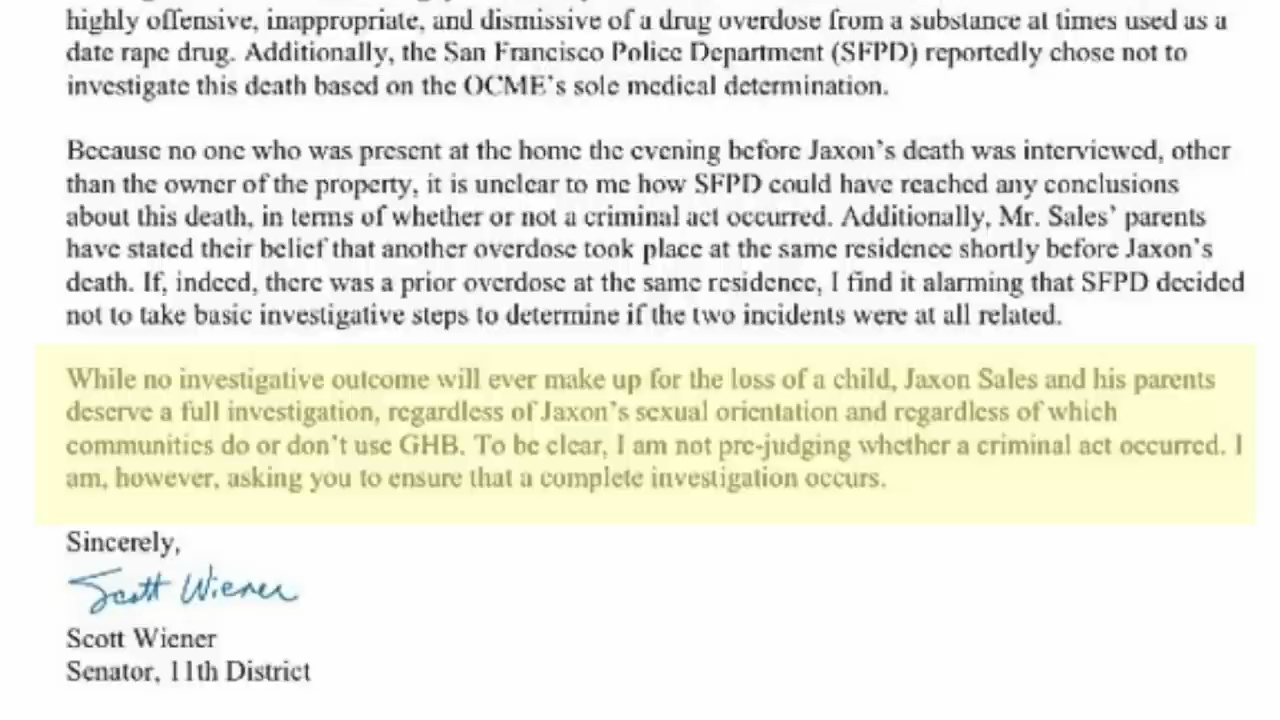 highly offensive, inappropriate, and dismissive of a drug overdose from a substance at times used as a
date rape drug. Additionally, the San Francisco Police Department (SFPD) reportedly chose not to
investigate this death based on the OCME's sole medical determination.
Because no one who was present at the home the evening before Jaxon's death was interviewed, other
than the owner of the property, it is unclear to me how SFPD could have reached any conclusions
about this death, in terms of whether or not a criminal act occurred. Additionally, Mr. Sales' parents
have stated their belief that another overdose took place at the same residence shortly before Jaxon's
death. If, indeed, there was a prior overdose at the same residence, I find it alarming that SFPD decided
not to take basic investigative steps to determine if the two incidents were at all related.
While no investigative outcome will ever make up for the loss of a child, Jaxon Sales and his parents
deserve a full investigation, regardless of Jaxon's sexual orientation and regardless of which
communities do or don't use GHB. To be clear, I am not pre-judging whether a criminal act occurred. I
am, however, asking you to ensure that a complete investigation occurs.
Sincerely,
Scott Wiener
Scott Wiener
Senator, 11th District